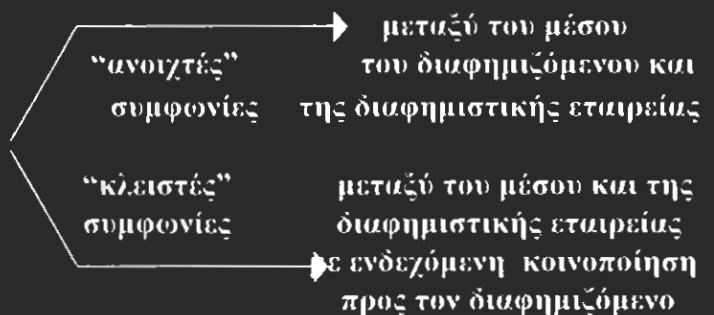 “ανοιχτές”
συμφωνίες
μεταξύ του μέσου
του διαφημιζόμενου και
της διαφημιστικής εταιρείας
“κλειστές”
συμφωνίες
μεταξύ του μέσου και της
διαφημιστικής εταιρείας
ε ενδεχόμενη κοινοποίηση
προς τον διαφημιζόμενο